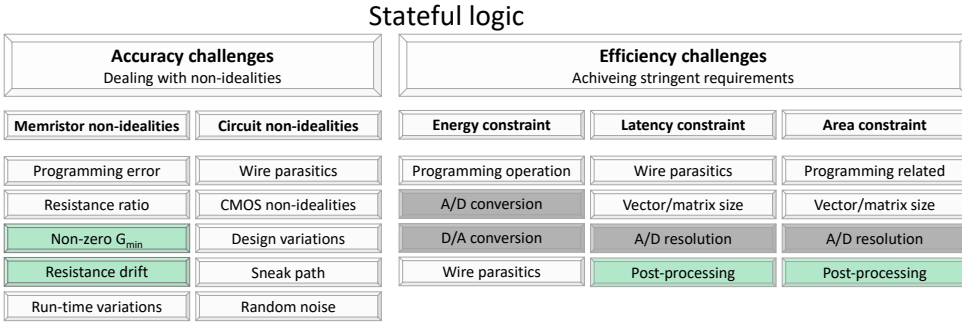 Stateful logic
Accuracy challenges
Dealing with non-idealities
Efficiency challenges
Achiveing stringent requirements
Memristor non-idealities
Circuit non-idealities
Energy constraint
Latency constraint
Area constraint
Programming error
Wire parasitics
Programming operation
Wire parasitics
Programming related
Resistance ratio
CMOS non-idealities
A/D conversion
Vector/matrix size
Vector/matrix size
Non-zero Gmin
Design variations
D/A conversion
A/D resolution
A/D resolution
Resistance drift
Sneak path
Wire parasitics
Post-processing
Post-processing
Run-time variations
Random noise